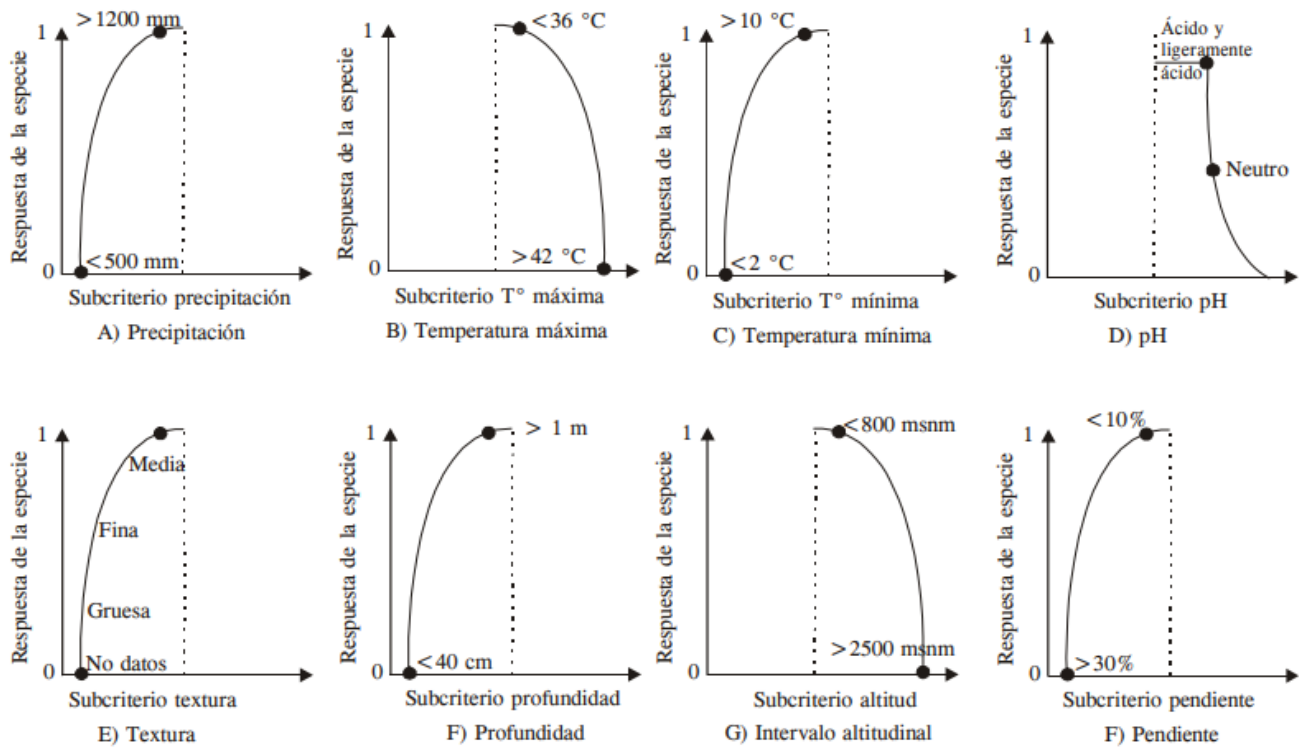 >1200 mm
1
Respuesta de la especie
0
<500 mm
Subcriterio precipitación
A) Precipitación
<36 °C
1
Respuesta de la especie
0
>42 °C
Subcriterio T° máxima
B) Temperatura máxima
>10 °C
1
Respuesta de la especie
0
<2 °C
Subcriterio T° mínima
C) Temperatura mínima
1
Ácido y
ligeramente
ácido
Respuesta de la especie
Neutro
0
Subcriterio pH
D) pH
1
Respuesta de la especie
Media
Fina
Gruesa
No datos
0
Subcriterio textura
E) Textura
1
> 1 m
Respuesta de la especie
0
<40 cm
Subcriterio profundidad
F) Profundidad
1
<800 msnm
Respuesta de la especie
>2500 msnm
0
Subcriterio altitud
G) Intervalo altitudinal
<10%
1
Respuesta de la especie
0
>30%
Subcriterio pendiente
F) Pendiente